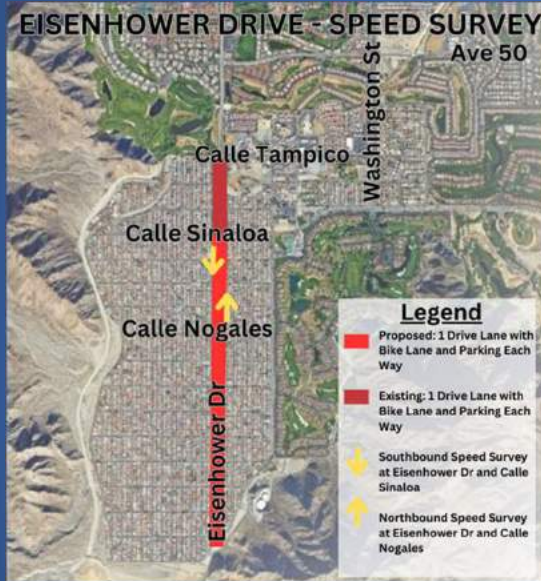 EISENHOWER DRIVE - SPEED SURVEY
Ave 50
Washington St
Calle Tampico
Calle Sinaloa
Calle Nogales
Eisenhower Dr
Legend
Proposed: 1 Drive Lane with
Bike Lane and Parking Each
Way
Existing: 1 Drive Lane with
Bike Lane and Parking Each
Way
Southbound Speed Survey
at Eisenhower Dr and Calle
Sinaloa
Northbound Speed Survey
at Eisenhower Dr and Calle
Nogales